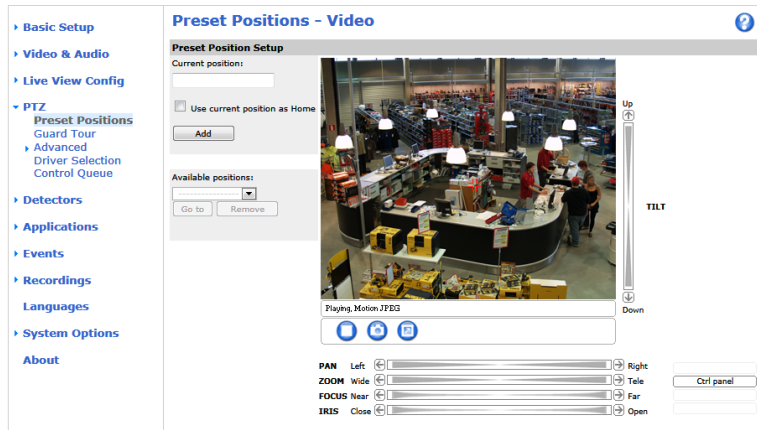 Basic Setup
Video & Audio
Live View Config
PTZ
Preset Positions
Guard Tour
Advanced
Driver Selection
Control Queue
Detectors
Applications
Events
Recordings
Languages
System Options
About
Preset Positions - Video
?
Preset Position Setup
Current position:
Use current position as Home
Add
Available positions:
Go to Remove
Playing, Motion JPEG
Up
TILT
Down
PAN Left Right
ZOOM Wide Tele Ctrl panel
FOCUS Near Far
IRIS Close Open